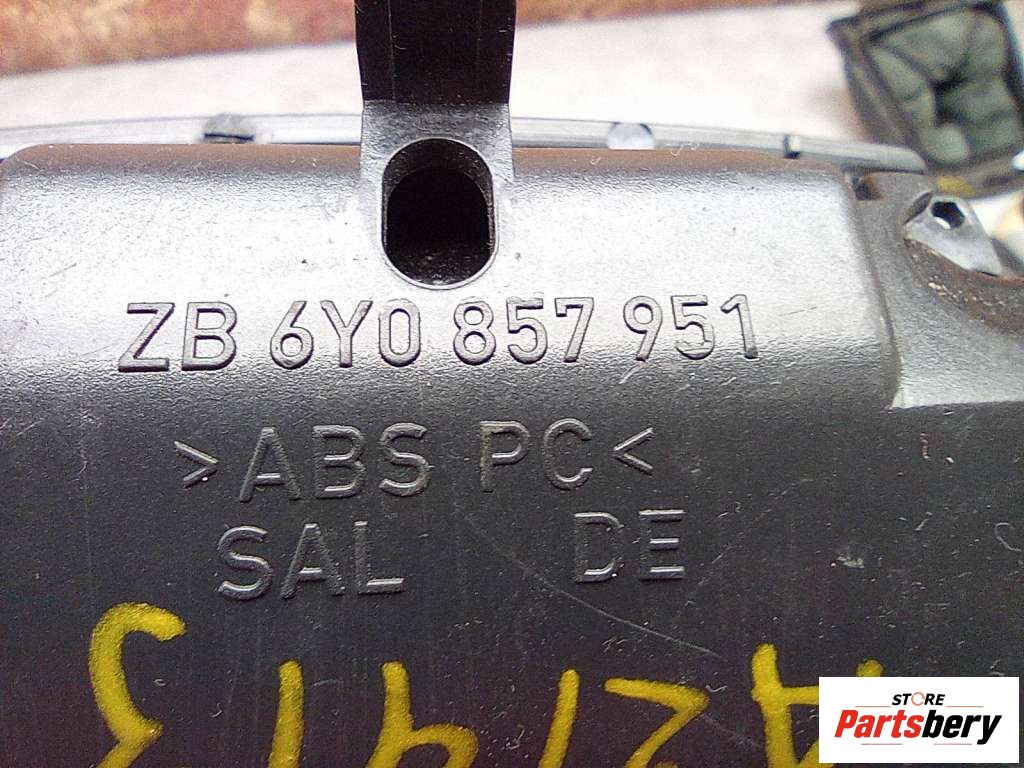 ZB 6Y0 857 951
>ABS PC<
SAL DE
STORE
Partsbery